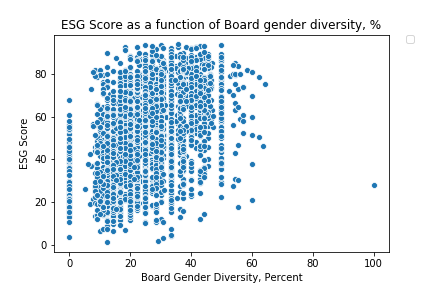 ESG Score as a function of Board gender diversity, %
80
60
40
20
0
ESG Score
0 20 40 60 80 100
Board Gender Diversity, Percent